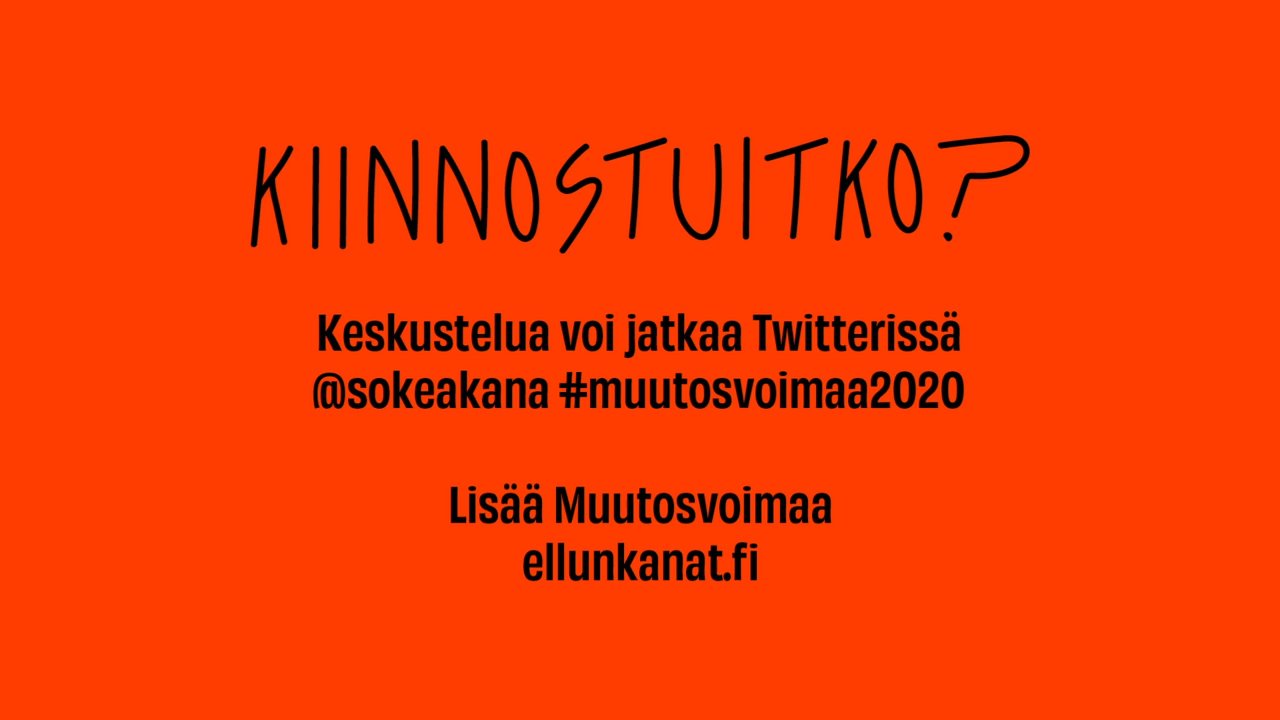 KIINNOSTUITKO?
Keskustelua voi jatkaa Twitterissä
@sokeakana #muutosvoimaa2020
Lisää Muutosvoimaa
ellunkanat.fi